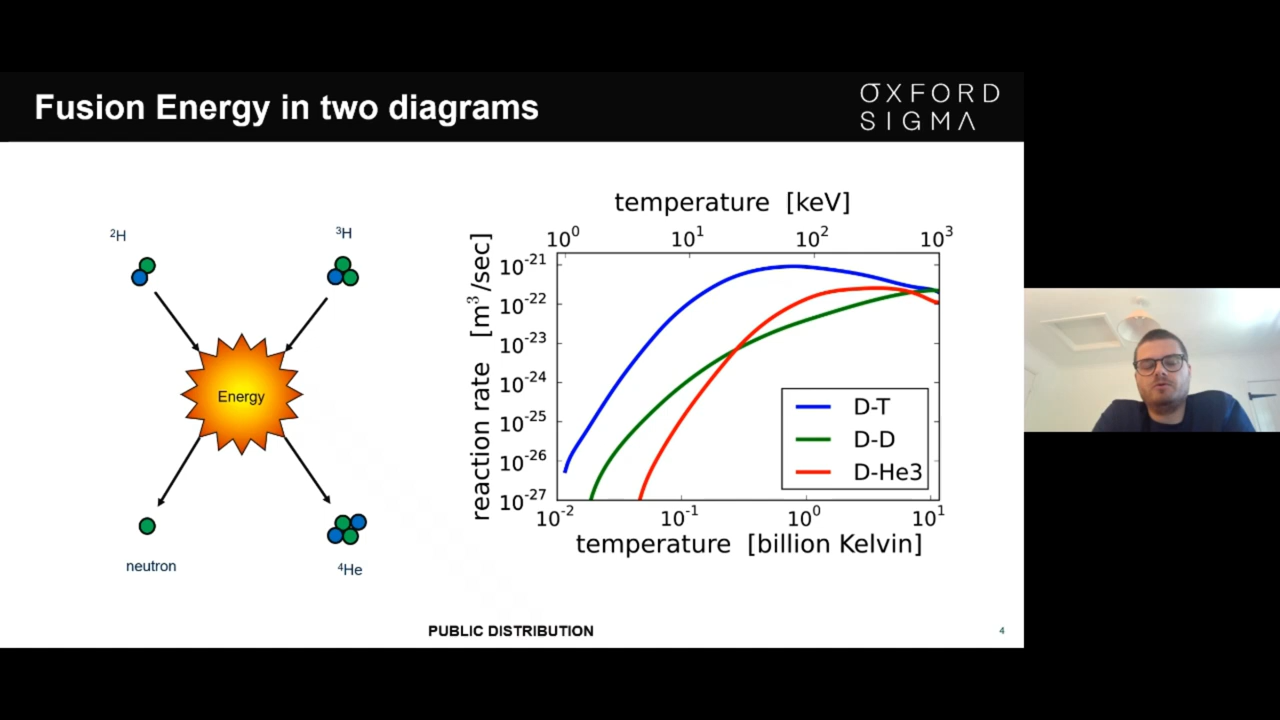 Fusion Energy in two diagrams
OXFORD
SIGMA
²H
³H
Energy
neutron
⁴He
temperature [keV]
10⁰ 10¹ 10² 10³
reaction rate [m³/sec]
10⁻²¹
10⁻²²
10⁻²³
10⁻²⁴
10⁻²⁵
10⁻²⁶
10⁻²⁷
D-T
D-D
D-He3
10⁻² 10⁻¹ 10⁰ 10¹
temperature [billion Kelvin]
PUBLIC DISTRIBUTION
4